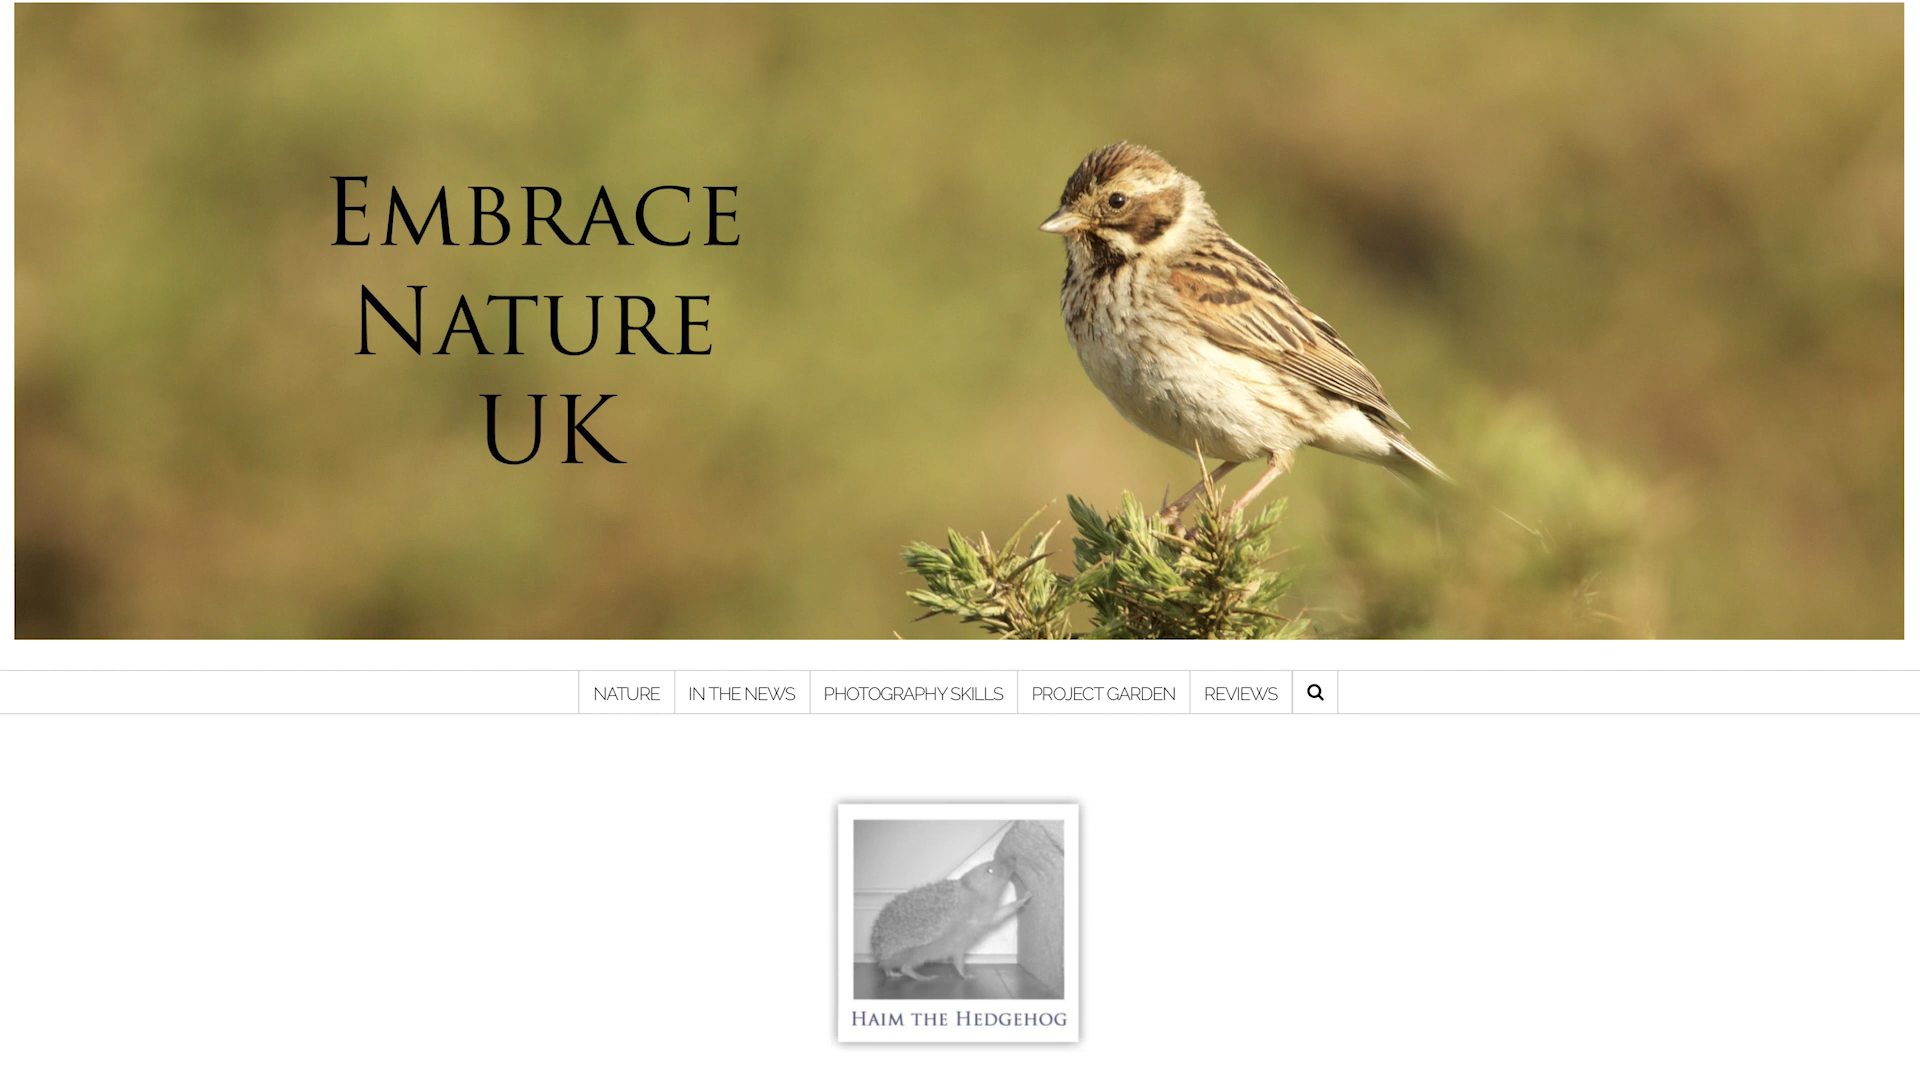 EMBRACE
NATURE
UK
NATURE IN THE NEWS PHOTOGRAPHY SKILLS PROJECT GARDEN REVIEWS
HAIM THE HEDGEHOG